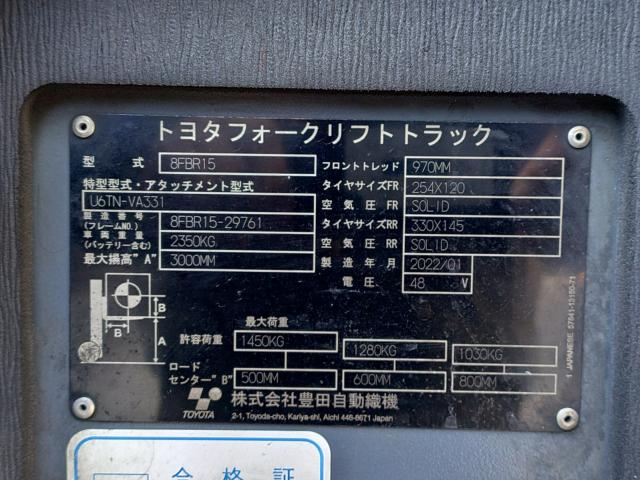 トヨタフォークリフトトラック
型 式 8FBR15 フロントトレッド 970MM
特型型式・アタッチメント型式 タイヤサイズFR 254X120
U6TN-VA331 空気圧FR SOLID
製造番号(フレームNO.) 8FBR15-29761 タイヤサイズRR 330X145
車両重量(バッテリー含む) 2350KG 空気圧RR SOLID
最大揚高"A" 3000MM 製造年月 2022/01
電圧 48 V
B
B A
最大荷重
許容荷重 1450KG 1280KG 1030KG
ロード
センター"B" 500MM 600MM 800MM
TOYOTA 株式会社豊田自動織機
2-1, Toyoda-cho, Kariya-shi, Aichi 448-8671 Japan
1 JAPANESE 57641-13160-71
合格証